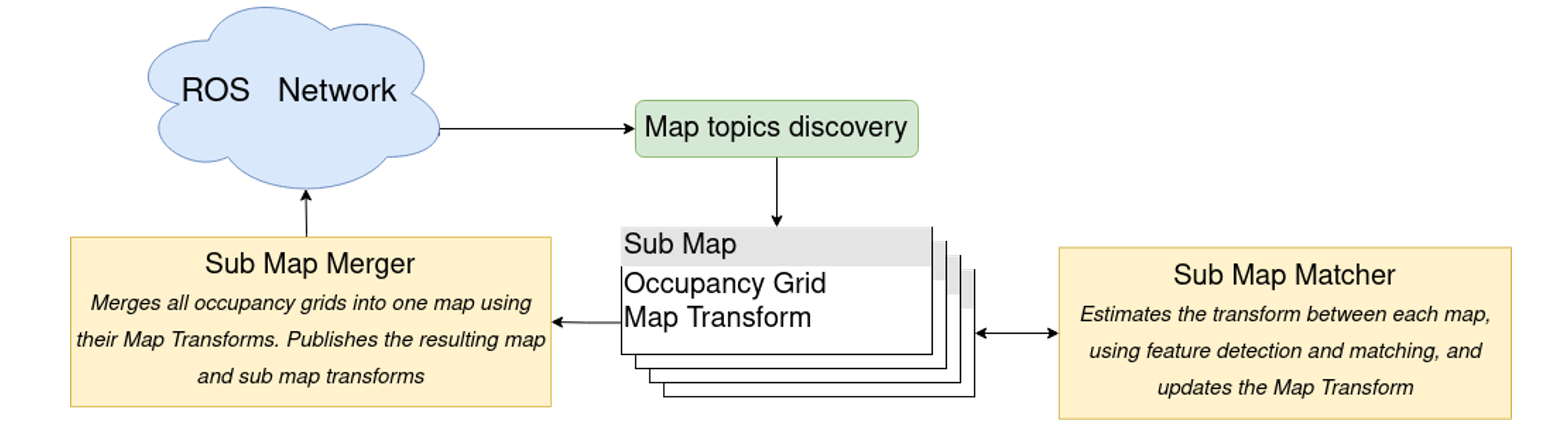 ROS Network
Map topics discovery
Sub Map
Occupancy Grid
Map Transform
Sub Map Merger
Merges all occupancy grids into one map using
their Map Transforms. Publishes the resulting map
and sub map transforms
Sub Map Matcher
Estimates the transform between each map,
using feature detection and matching, and
updates the Map Transform